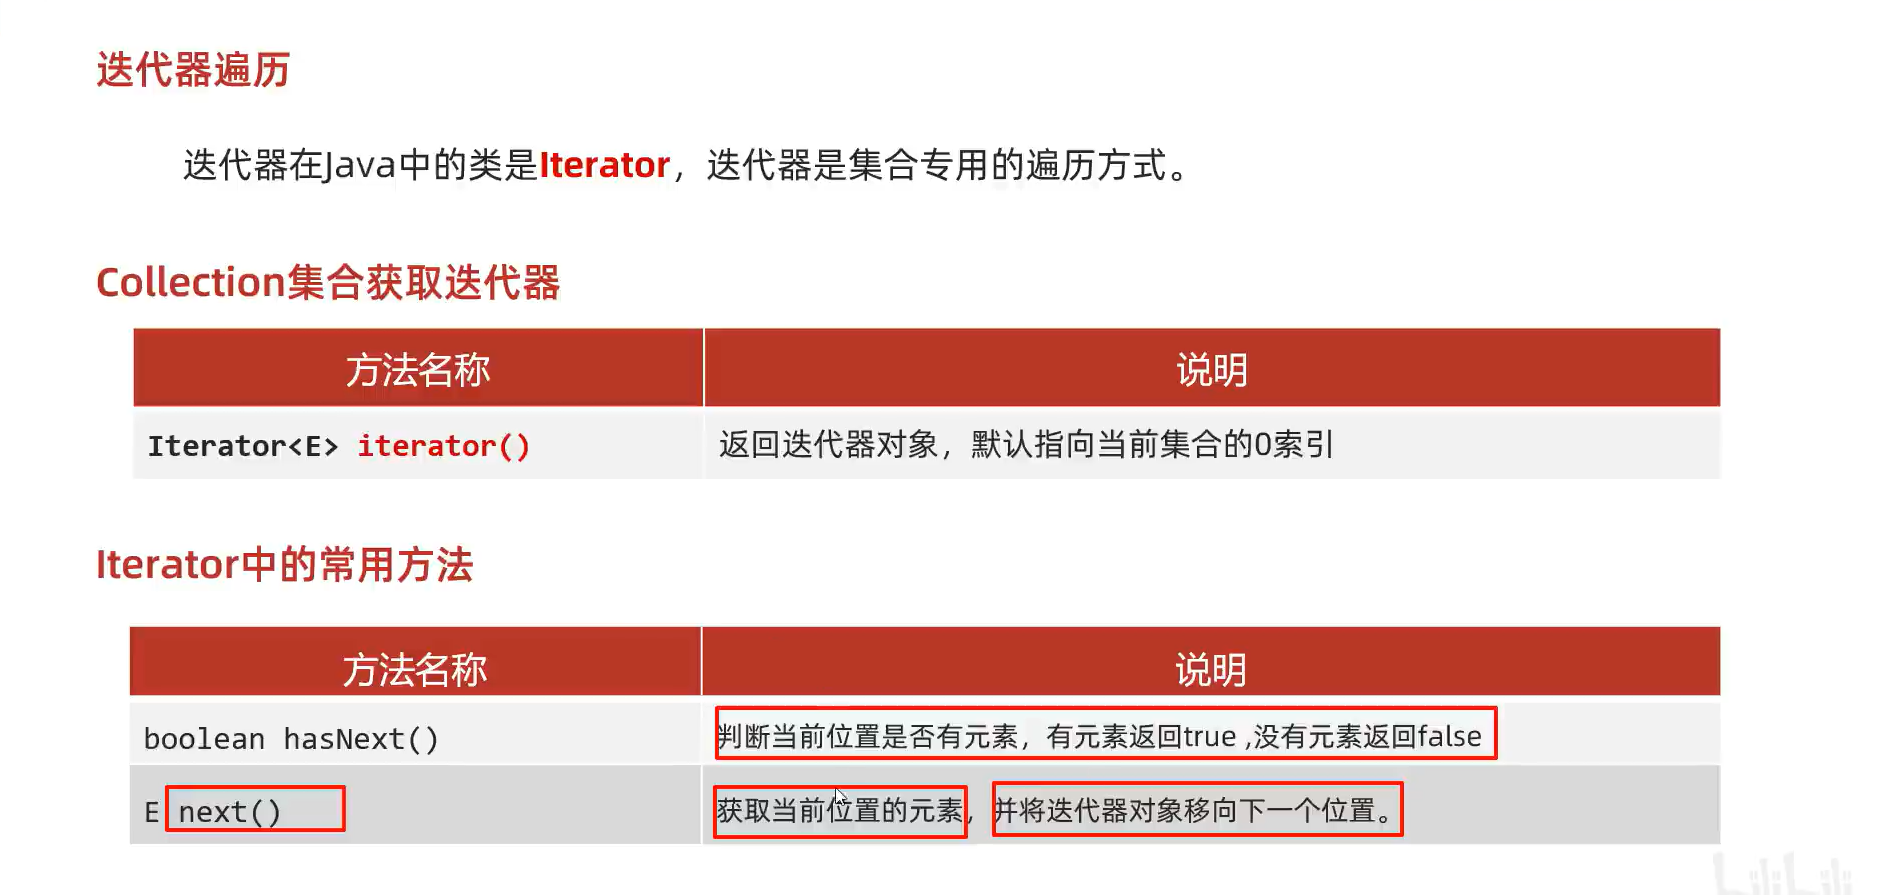 迭代器遍历
迭代器在Java中的类是Iterator，迭代器是集合专用的遍历方式。
Collection集合获取迭代器
方法名称 说明
Iterator<E> iterator() 返回迭代器对象，默认指向当前集合的0索引
Iterator中的常用方法
方法名称 说明
boolean hasNext() 判断当前位置是否有元素，有元素返回true ,没有元素返回false
E next() 获取当前位置的元素，并将迭代器对象移向下一个位置。